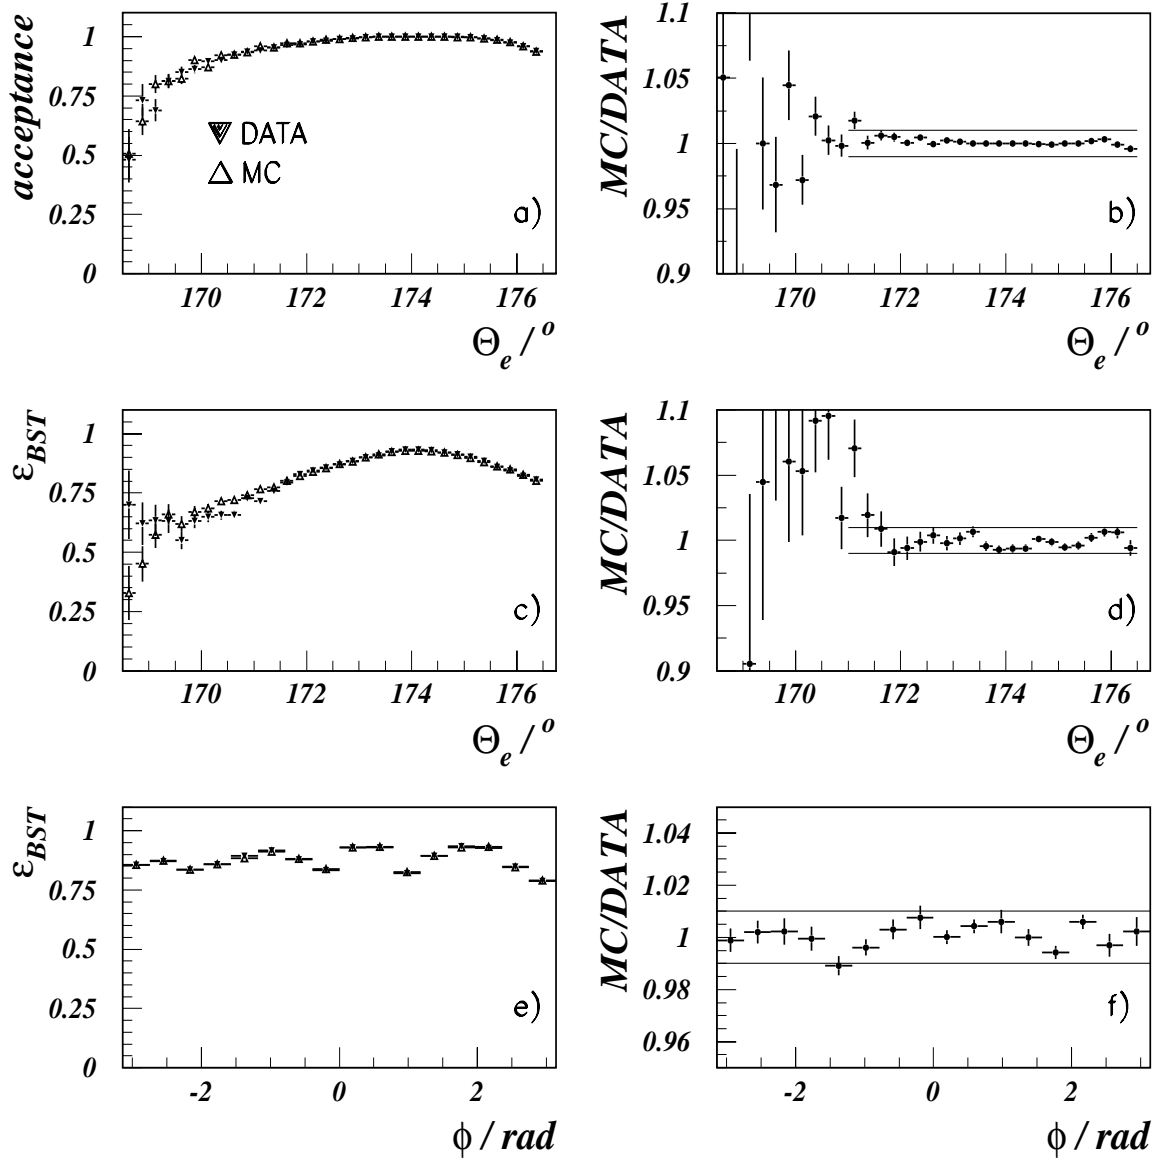 acceptance
1
0.75
0.5
0.25
0
▼ DATA
△ MC
a)
170 172 174 176
Θe / o
MC/DATA
1.1
1.05
1
0.95
0.9
b)
170 172 174 176
Θe / o
εBST
1
0.75
0.5
0.25
0
c)
170 172 174 176
Θe / o
MC/DATA
1.1
1.05
1
0.95
0.9
d)
170 172 174 176
Θe / o
εBST
1
0.75
0.5
0.25
0
e)
-2 0 2
ϕ / rad
MC/DATA
1.04
1.02
1
0.98
0.96
f)
-2 0 2
ϕ / rad